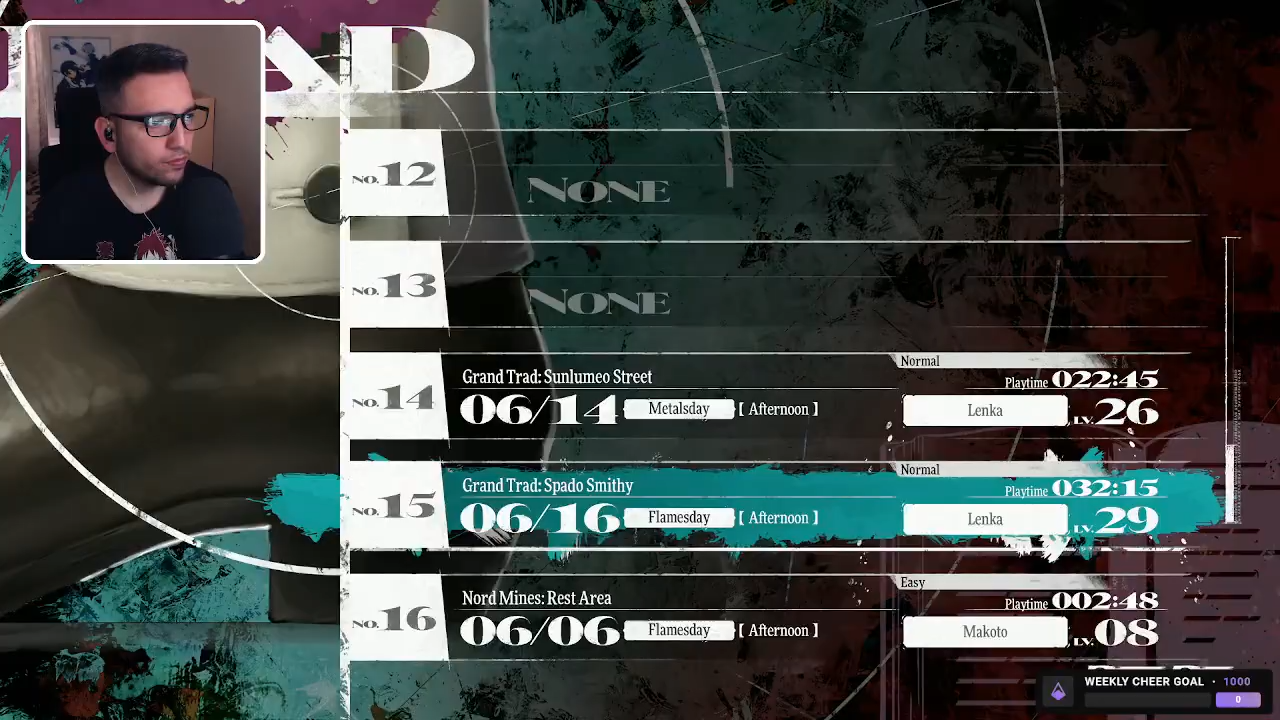 NO.12
NONE
NO.13
NONE
NO.14
Grand Trad: Sunlumeo Street
Normal
Playtime 022:45
06/14 Metalsday [ Afternoon ]
Lenka LV.26
NO.15
Grand Trad: Spado Smithy
Normal
Playtime 032:15
06/16 Flamesday [ Afternoon ]
Lenka LV.29
NO.16
Nord Mines: Rest Area
Easy
Playtime 002:48
06/06 Flamesday [ Afternoon ]
Makoto LV.08
WEEKLY CHEER GOAL · 1000
0